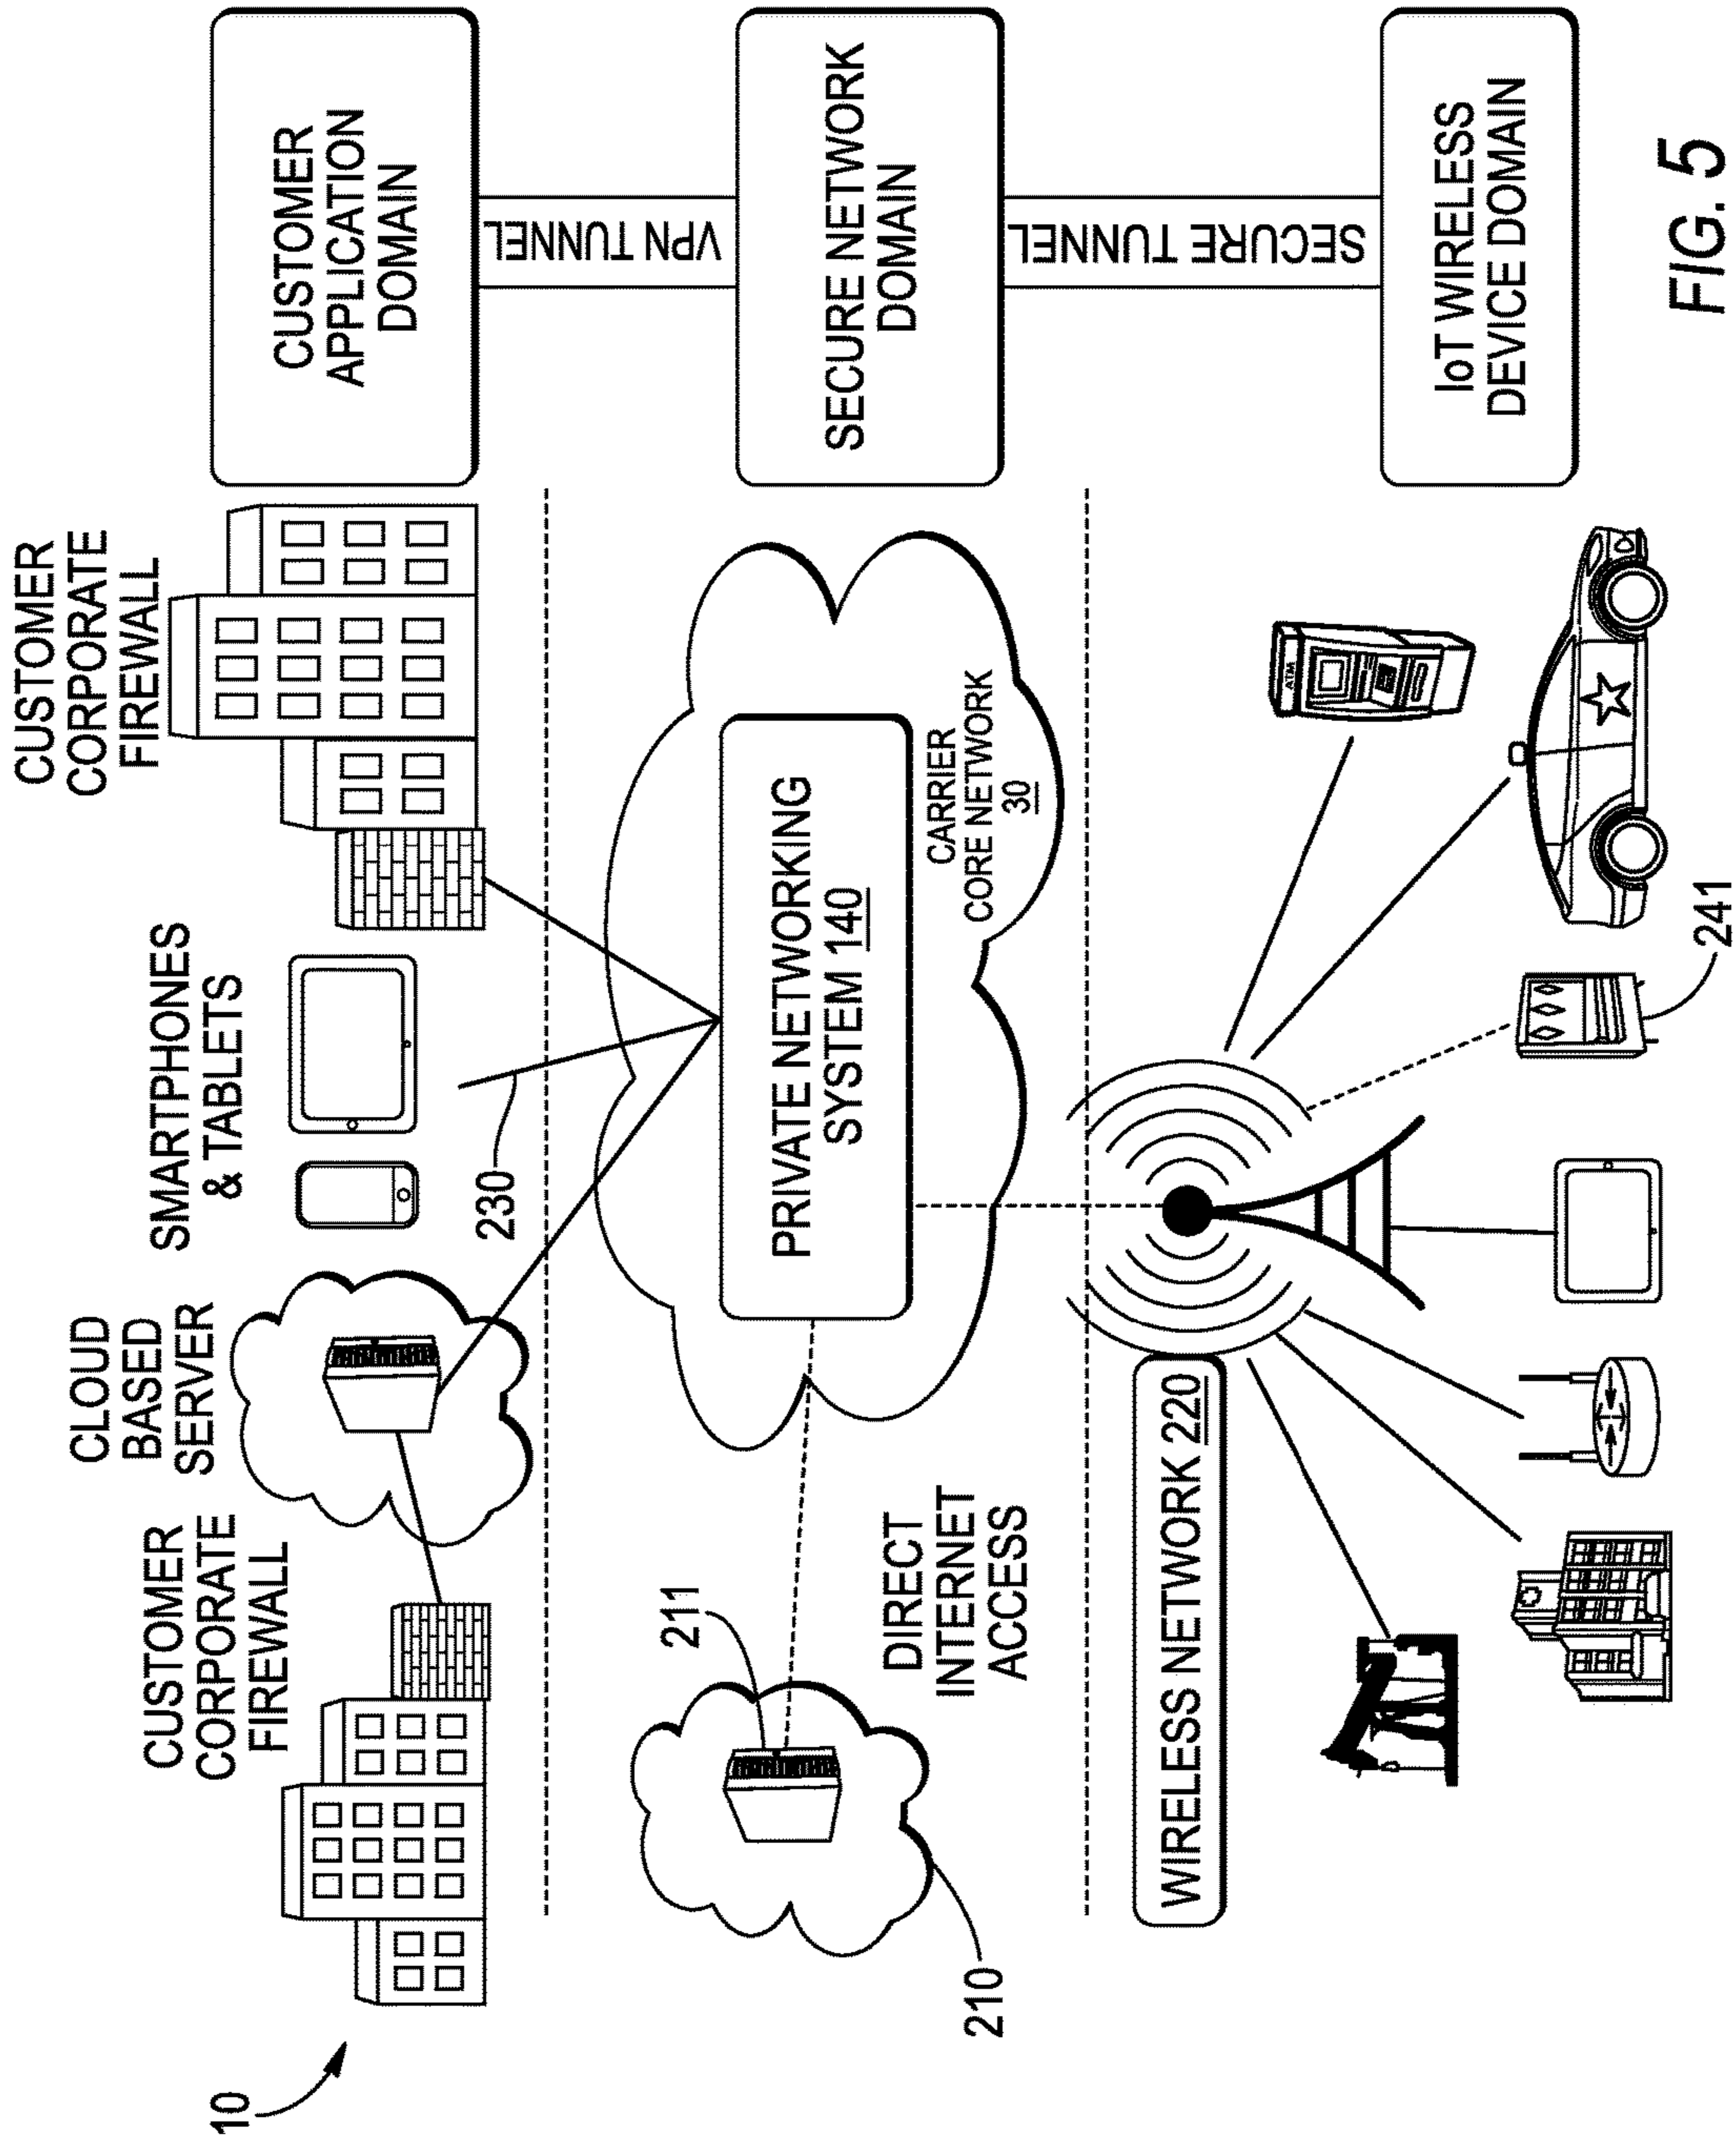 10
CUSTOMER
CORPORATE
FIREWALL
CLOUD
BASED
SERVER
SMARTPHONES
& TABLETS
CUSTOMER
CORPORATE
FIREWALL
CUSTOMER
APPLICATION
DOMAIN
230
VPN TUNNEL
211
210
DIRECT
INTERNET
ACCESS
PRIVATE NETWORKING
SYSTEM 140
CARRIER
CORE NETWORK
30
SECURE NETWORK
DOMAIN
SECURE TUNNEL
WIRELESS NETWORK 220
ATM
241
IoT WIRELESS
DEVICE DOMAIN
FIG. 5